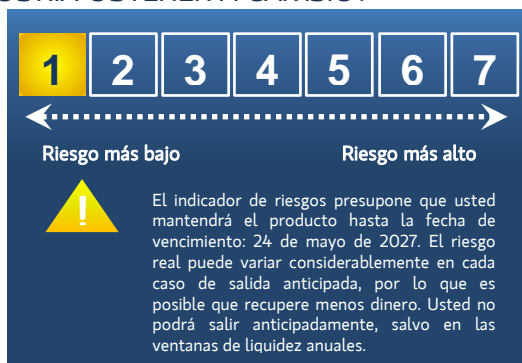 1 2 3 4 5 6 7
Riesgo más bajo Riesgo más alto
!
El indicador de riesgos presupone que usted
mantendrá el producto hasta la fecha de
vencimiento: 24 de mayo de 2027. El riesgo
real puede variar considerablemente en cada
caso de salida anticipada, por lo que es
posible que recupere menos dinero. Usted no
podrá salir anticipadamente, salvo en las
ventanas de liquidez anuales.